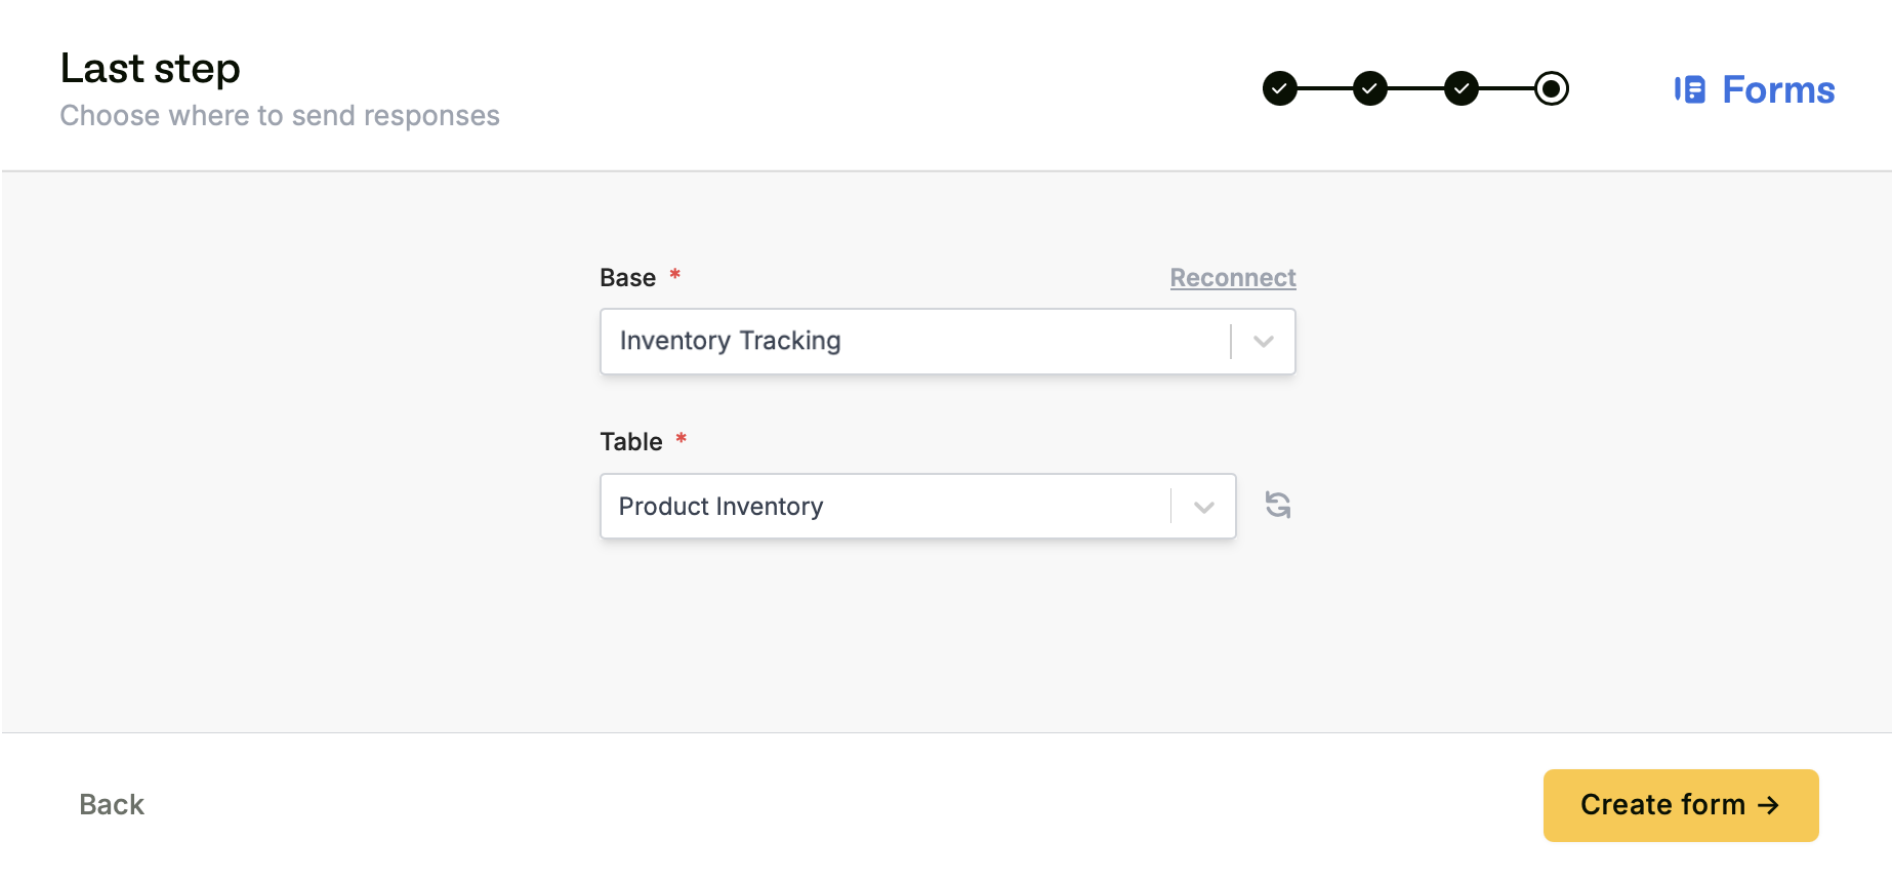 Last step
Choose where to send responses
Forms
Base *
Reconnect
Inventory Tracking
Table *
Product Inventory
Back
Create form →